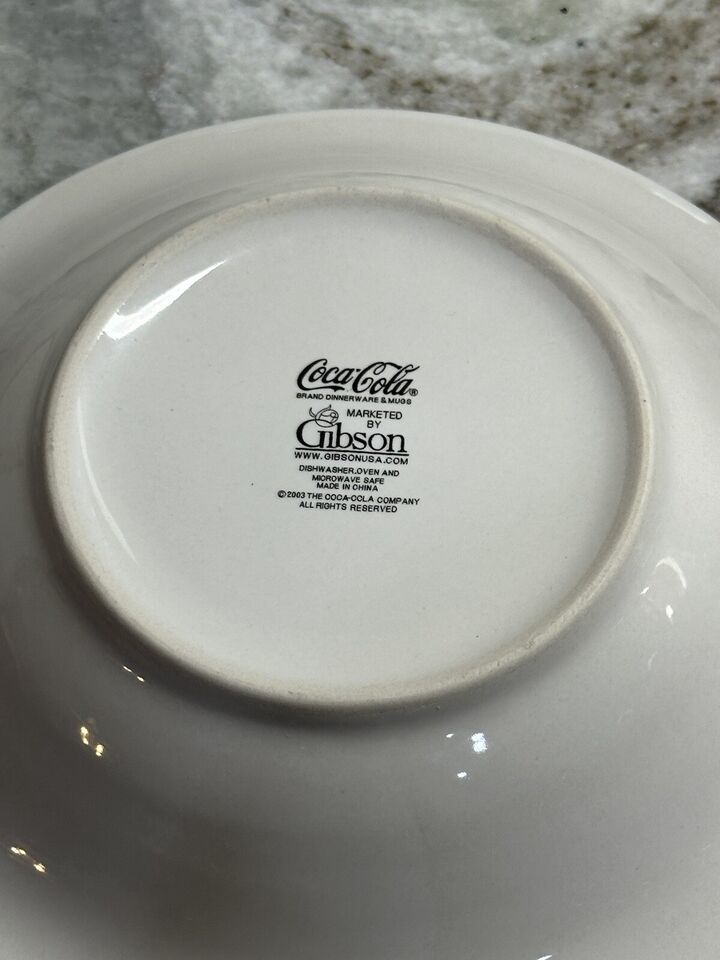 Coca-Cola®
BRAND DINNERWARE & MUGS
MARKETED
BY
Gibson
WWW.GIBSONUSA.COM
DISHWASHER,OVEN AND
MICROWAVE SAFE
MADE IN CHINA
©2003 THE COCA-COLA COMPANY
ALL RIGHTS RESERVED